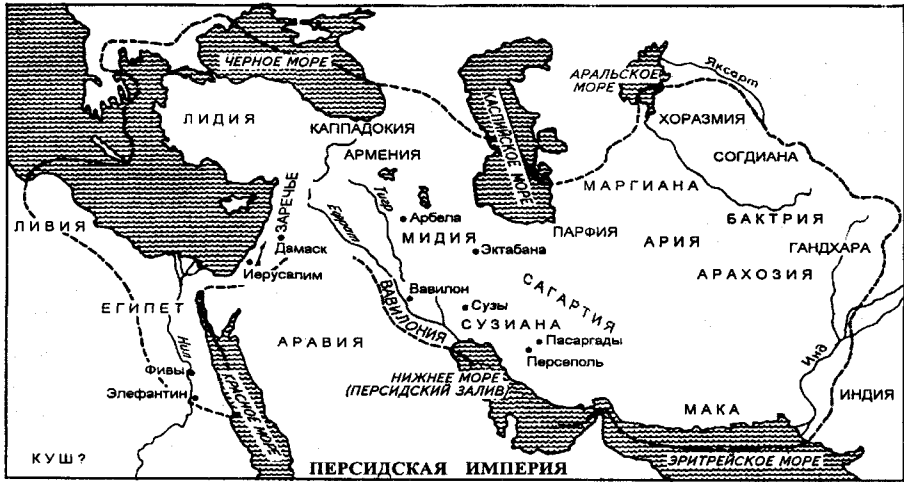 ЧЕРНОЕ МОРЕ
АРАЛЬСКОЕ
МОРЕ
Яксарт
КАСПИЙСКОЕ МОРЕ
ЛИДИЯ
КАППАДОКИЯ
ХОРАЗМИЯ
АРМЕНИЯ
СОГДИАНА
МАРГИАНА
ЗАРЕЧЬЕ
Тигр
Евфрат
Арбела
МИДИЯ
ПАРФИЯ
БАКТРИЯ
ЛИВИЯ
Дамаск
Эктабана
АРИЯ
ГАНДХАРА
Иерусалим
АРАХОЗИЯ
ЕГИПЕТ
Вавилон
ВАВИЛОНИЯ
САГАРТИЯ
Сузы
СУЗИАНА
АРАВИЯ
Пасаргады
Персеполь
Нил
Фивы
Элефантин
КРАСНОЕ МОРЕ
НИЖНЕЕ МОРЕ
(ПЕРСИДСКИЙ ЗАЛИВ)
Инд
ИНДИЯ
МАКА
КУШ?
ЭРИТРЕЙСКОЕ МОРЕ
ПЕРСИДСКАЯ ИМПЕРИЯ